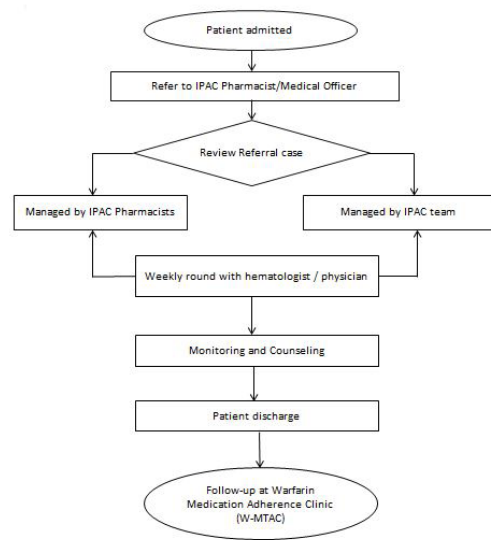 Patient admitted
Refer to IPAC Pharmacist/Medical Officer
Review Referral case
Managed by IPAC Pharmacists
Managed by IPAC team
Weekly round with hematologist / physician
Monitoring and Counseling
Patient discharge
Follow-up at Warfarin
Medication Adherence Clinic
(W-MTAC)